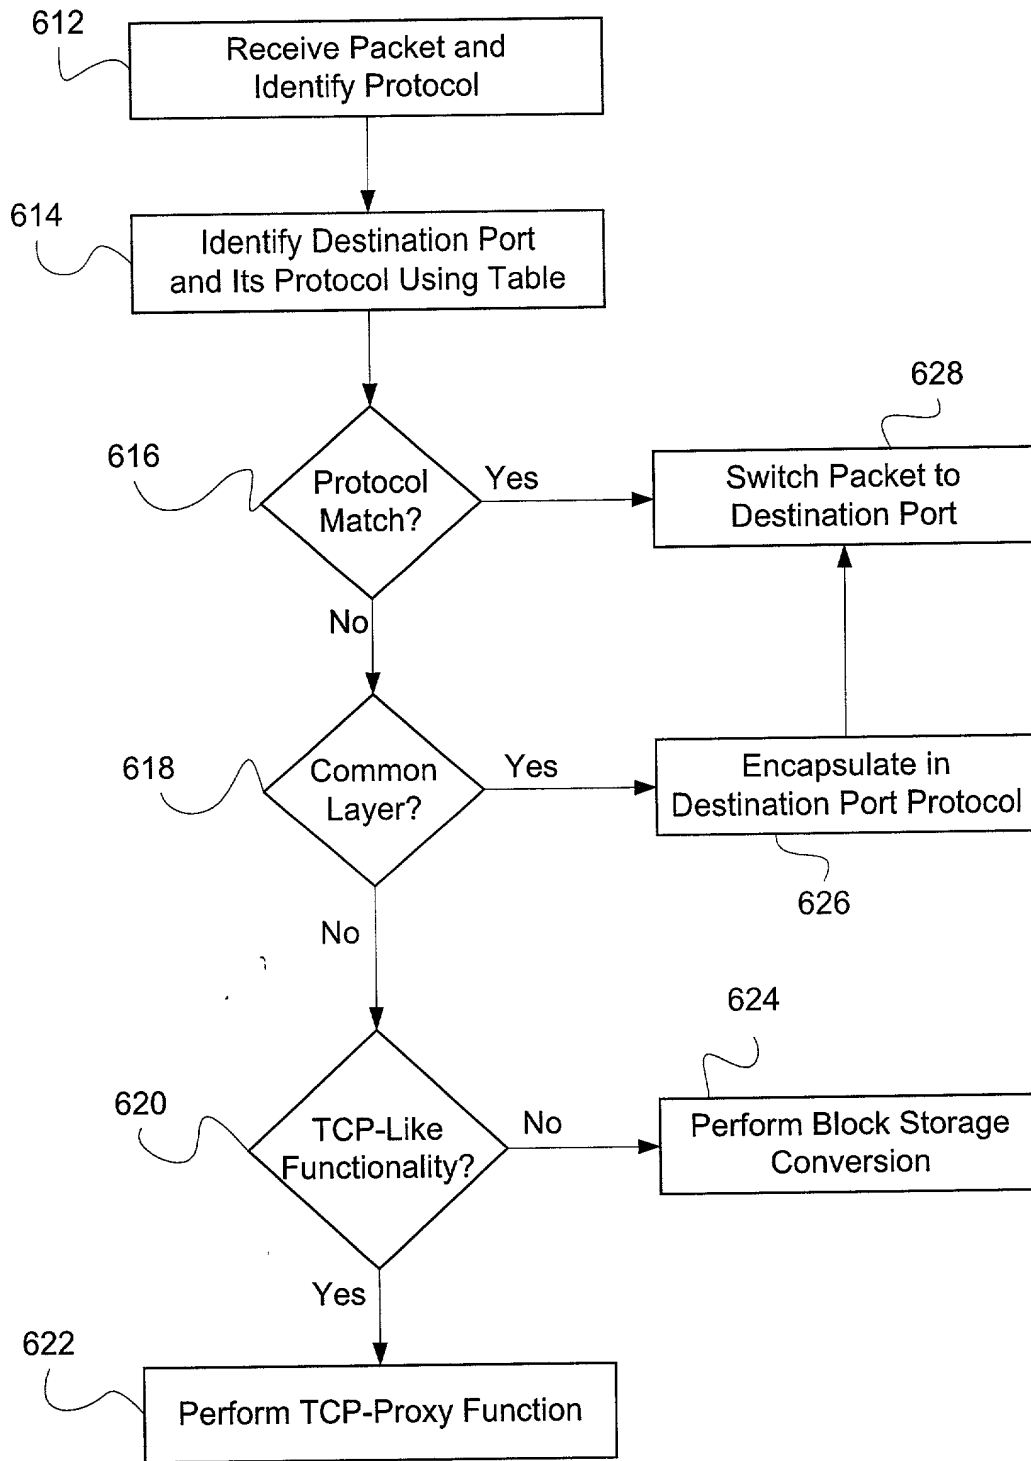 612
Receive Packet and
Identify Protocol
614
Identify Destination Port
and Its Protocol Using Table
628
616
Protocol
Match?
Yes
Switch Packet to
Destination Port
No
618
Common
Layer?
Yes
Encapsulate in
Destination Port Protocol
626
No
624
620
TCP-Like
Functionality?
No
Perform Block Storage
Conversion
Yes
622
Perform TCP-Proxy Function